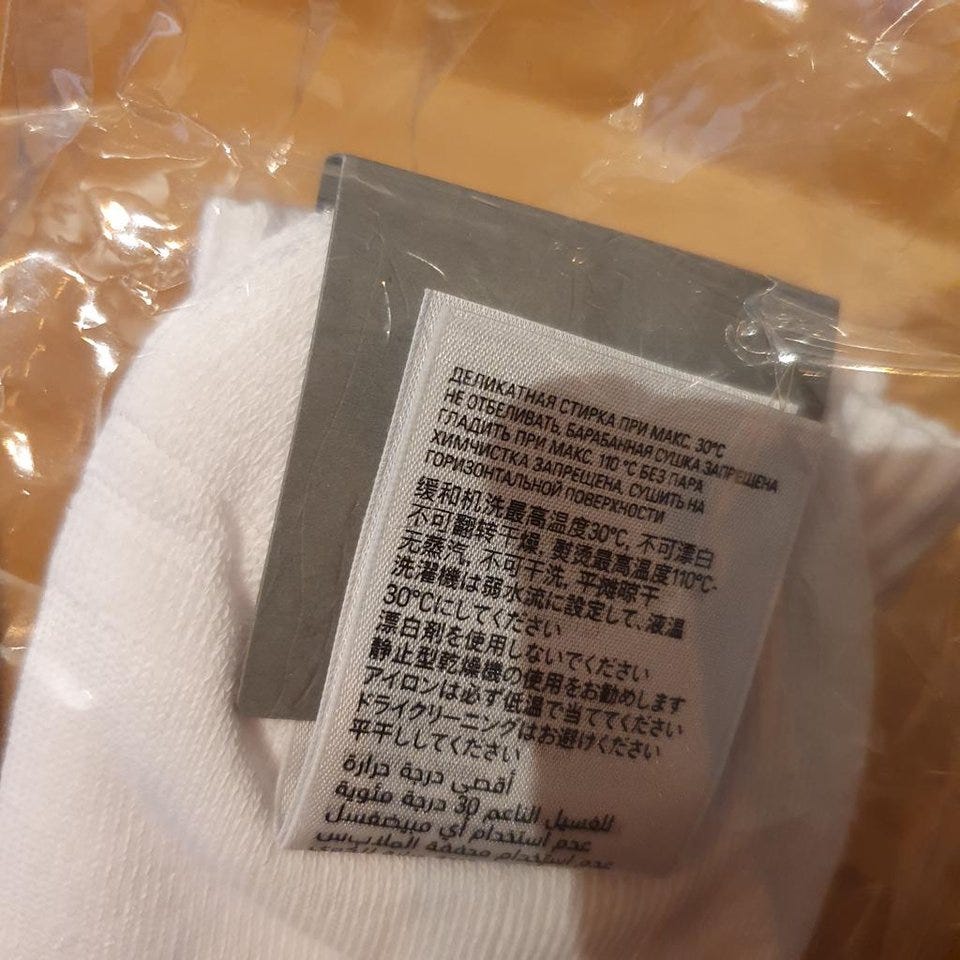 ДЕЛИКАТНАЯ СТИРКА ПРИ МАКС. 30°C
НЕ ОТБЕЛИВАТЬ, БАРАБАННАЯ СУШКА ЗАПРЕЩЕНА
ГЛАДИТЬ ПРИ МАКС. 110 °C БЕЗ ПАРА
ХИМЧИСТКА ЗАПРЕЩЕНА, СУШИТЬ НА
ГОРИЗОНТАЛЬНОЙ ПОВЕРХНОСТИ
缓和机洗最高温度30°C, 不可漂白
不可翻转干燥, 熨烫最高温度110°C-
无蒸汽, 不可干洗, 平摊晾干
洗濯機は弱水流に設定して、液温
30°Cにしてください
漂白剤を使用しないでください
静止型乾燥機の使用をお勧めします
アイロンは必ず低温で当ててください
ドライクリーニングはお避けください
平干ししてください
أقصى درجة حرارة
للغسيل الناعم 30 درجة مئوية
عدم استخدام أي مبيضغسل
عدم استخدام مجففة الملابس